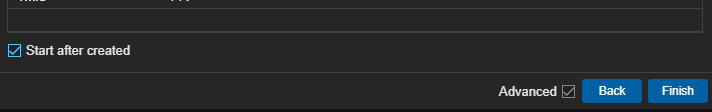 Start after created
Advanced
Back
Finish